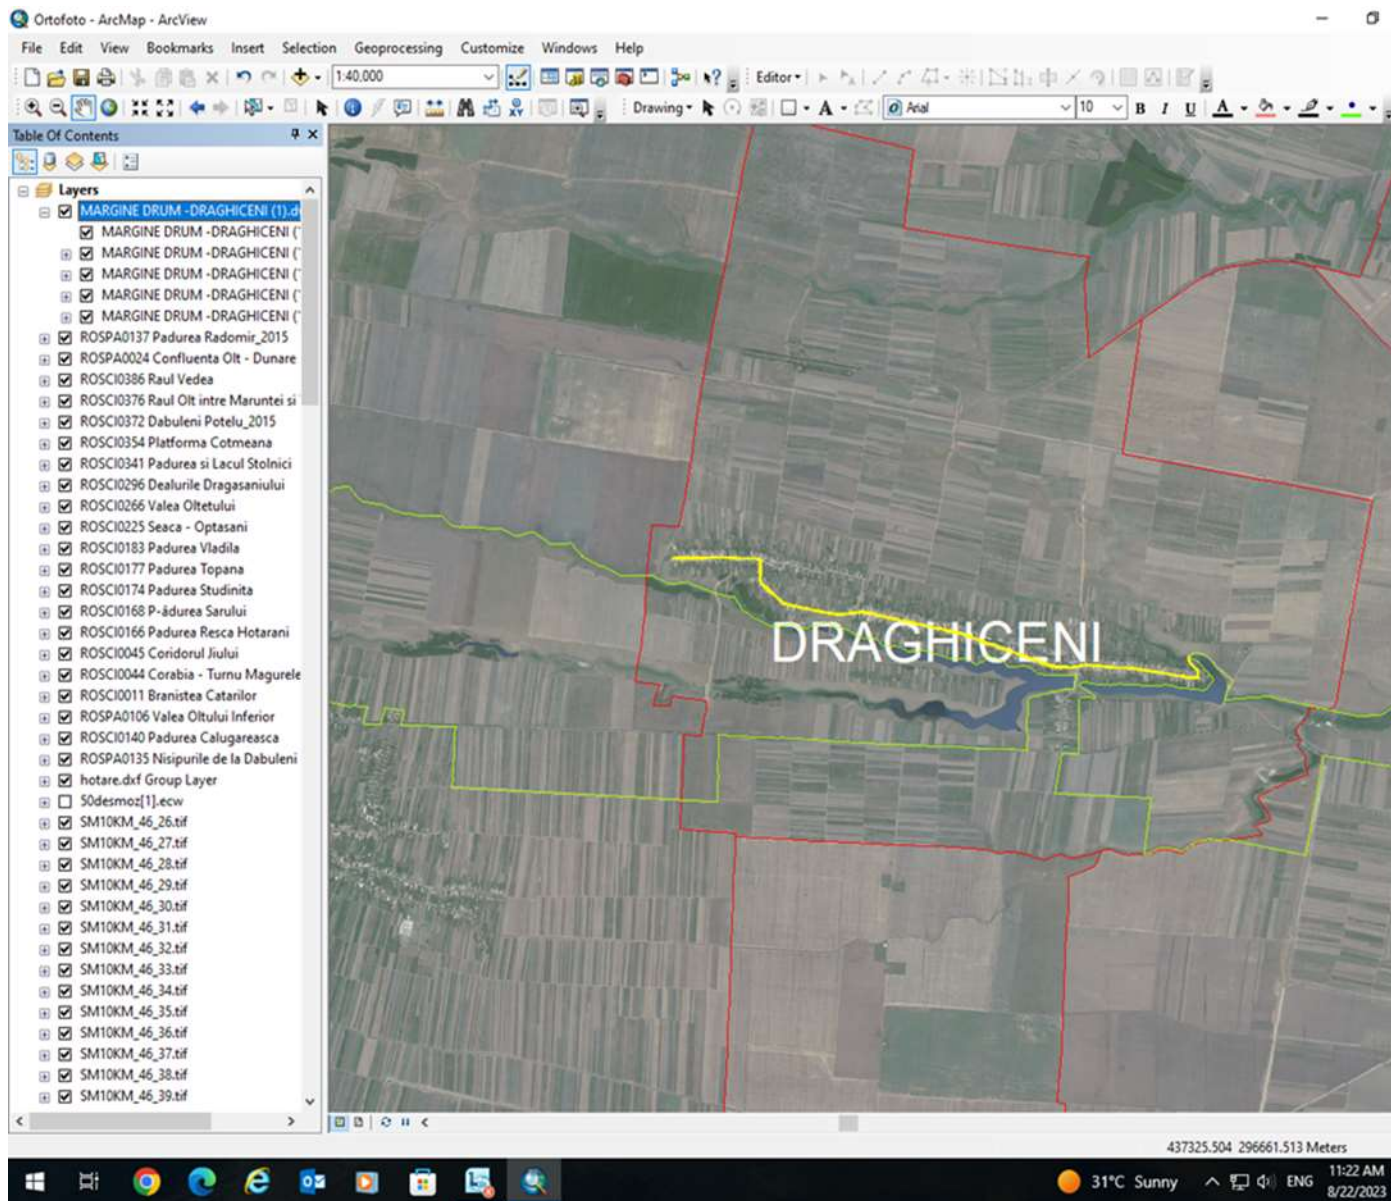 Ortofoto - ArcMap - ArcView
File Edit View Bookmarks Insert Selection Geoprocessing Customize Windows Help
1:40.000 Editor
Drawing A Arial 10 B I U A
Table Of Contents
Layers
MARGINE DRUM -DRAGHICENI (1).d
MARGINE DRUM -DRAGHICENI (
MARGINE DRUM -DRAGHICENI (
MARGINE DRUM -DRAGHICENI (
MARGINE DRUM -DRAGHICENI (
MARGINE DRUM -DRAGHICENI (
ROSPA0137 Padurea Radomir_2015
ROSPA0024 Confluenta Olt - Dunare
ROSCI0386 Raul Vedea
ROSCI0376 Raul Olt intre Maruntei si
ROSCI0372 Dabuleni Potelu_2015
ROSCI0354 Platforma Cotmeana
ROSCI0341 Padurea si Lacul Stolnici
ROSCI0296 Dealurile Dragasaniului
ROSCI0266 Valea Oltetului
ROSCI0225 Seaca - Optasani
ROSCI0183 Padurea Vladila
ROSCI0177 Padurea Topana
ROSCI0174 Padurea Studinita
ROSCI0168 P-ádurea Sarului
ROSCI0166 Padurea Resca Hotarani
ROSCI0045 Coridorul Jiului
ROSCI0044 Corabia - Turnu Magurele
ROSCI0011 Branistea Catarilor
ROSPA0106 Valea Oltului Inferior
ROSCI0140 Padurea Calugareasca
ROSPA0135 Nisipurile de la Dabuleni
hotare.dxf Group Layer
50desmoz[1].ecw
SM10KM_46_26.tif
SM10KM_46_27.tif
SM10KM_46_28.tif
SM10KM_46_29.tif
SM10KM_46_30.tif
SM10KM_46_31.tif
SM10KM_46_32.tif
SM10KM_46_33.tif
SM10KM_46_34.tif
SM10KM_46_35.tif
SM10KM_46_36.tif
SM10KM_46_37.tif
SM10KM_46_38.tif
SM10KM_46_39.tif
DRAGHICENI
437325.504 296661.513 Meters
31°C Sunny ENG 11:22 AM
8/22/2023